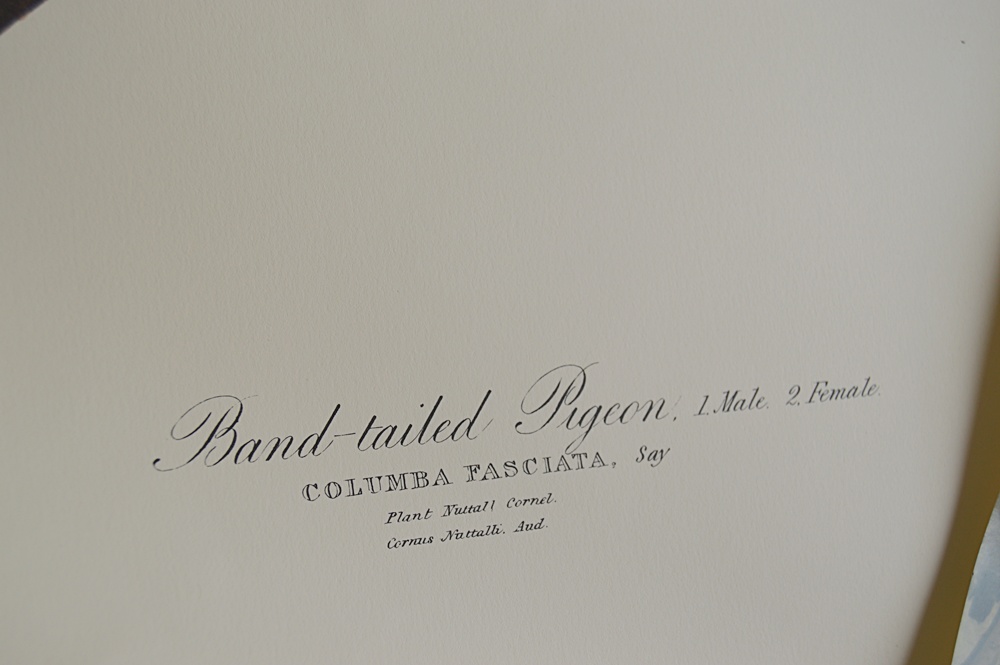 Band-tailed Pigeon, 1. Male. 2. Female.
COLUMBA FASCIATA, Say
Plant Nuttall Cornel.
Cornus Nuttalli. Aud.